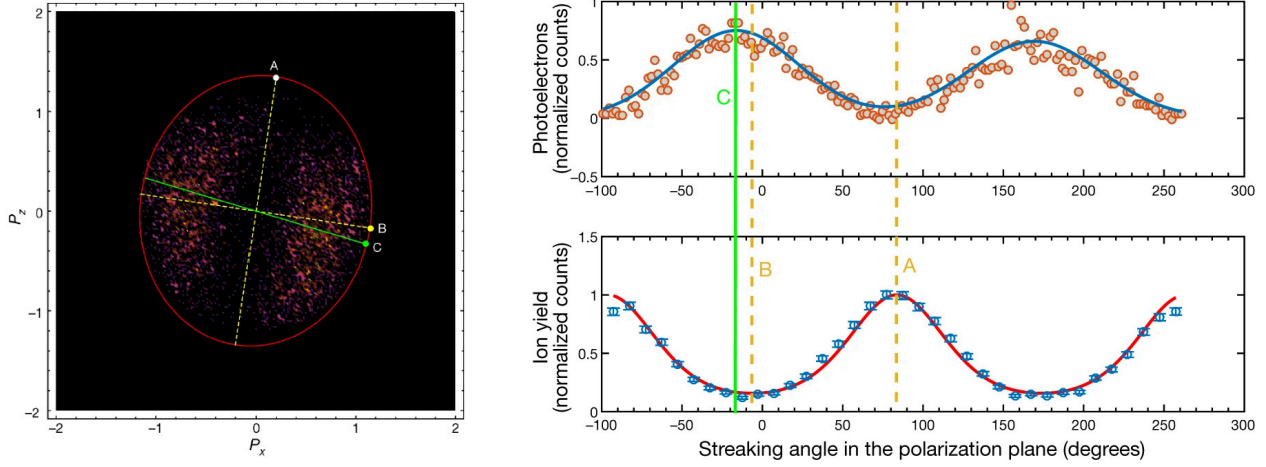 2
1
0
−1
−2
P_z
−2
−1
0
1
2
P_x
A
B
C
Photoelectrons
(normalized counts)
1
0.5
0
−0.5
−100
−50
0
50
100
150
200
250
300
C
Ion yield
(normalized counts)
1.5
1
0.5
0
B
A
−100
−50
0
50
100
150
200
250
300
Streaking angle in the polarization plane (degrees)